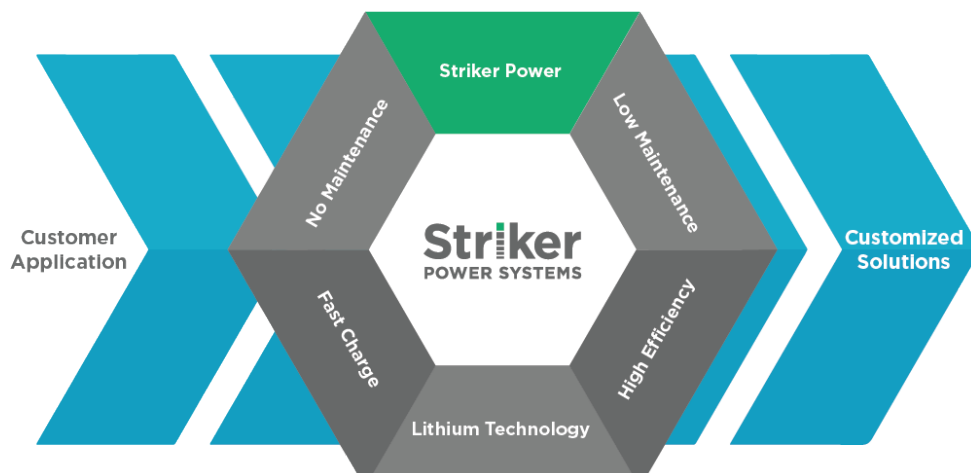 Striker Power
No Maintenance
Low Maintenance
Customer
Application
Striker
POWER SYSTEMS
Customized
Solutions
Fast Charge
High Efficiency
Lithium Technology